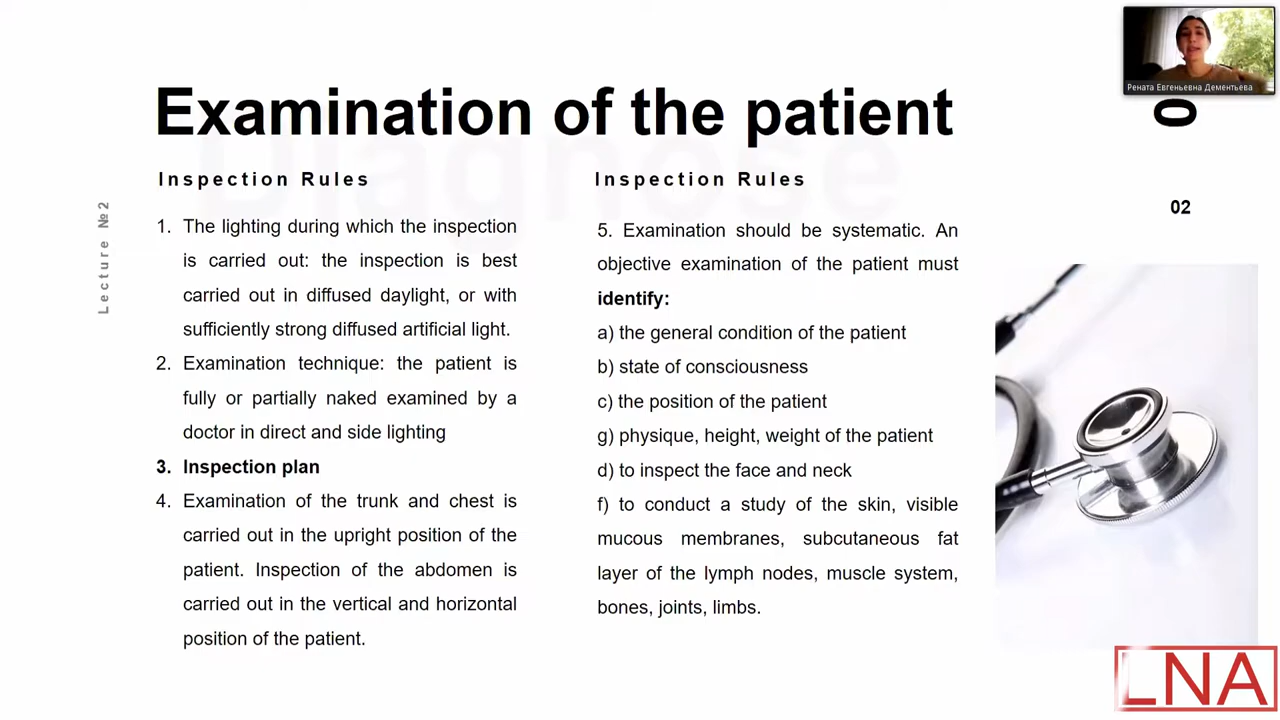 Examination of the patient
Diagnose
Inspection Rules
1. The lighting during which the inspection
is carried out: the inspection is best
carried out in diffused daylight, or with
sufficiently strong diffused artificial light.
2. Examination technique: the patient is
fully or partially naked examined by a
doctor in direct and side lighting
3. Inspection plan
4. Examination of the trunk and chest is
carried out in the upright position of the
patient. Inspection of the abdomen is
carried out in the vertical and horizontal
position of the patient.
Inspection Rules
5. Examination should be systematic. An
objective examination of the patient must
identify:
a) the general condition of the patient
b) state of consciousness
c) the position of the patient
g) physique, height, weight of the patient
d) to inspect the face and neck
f) to conduct a study of the skin, visible
mucous membranes, subcutaneous fat
layer of the lymph nodes, muscle system,
bones, joints, limbs.
Lecture №2
Рената Евгеньевна Дементьева
02
LNA